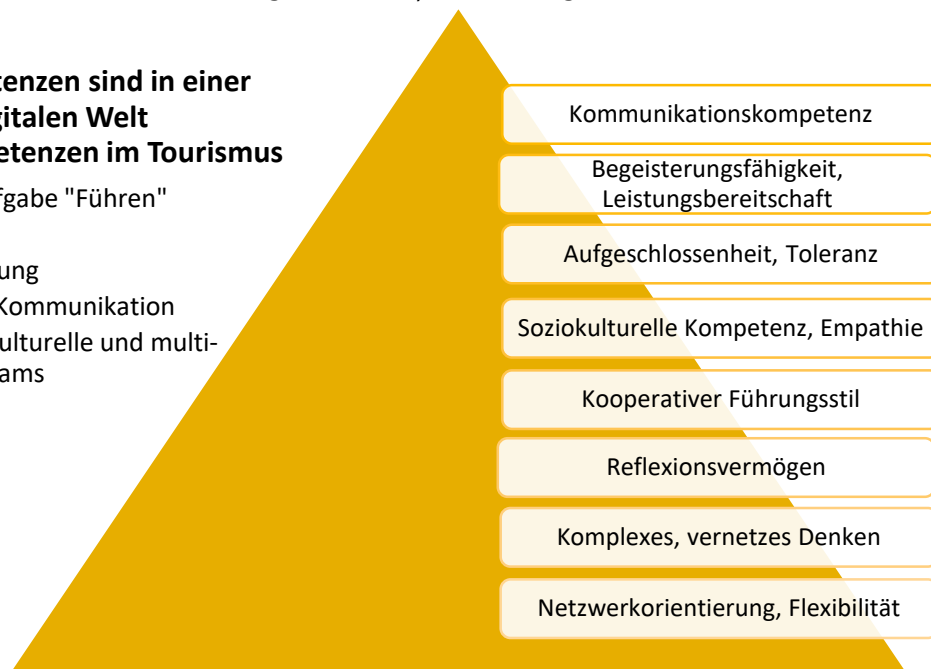 tenzen sind in einer
gitalen Welt
etenzen im Tourismus
fgabe "Führen"
ung
Kommunikation
ulturelle und multi-
ams
Kommunikationskompetenz
Begeisterungsfähigkeit,
Leistungsbereitschaft
Aufgeschlossenheit, Toleranz
Soziokulturelle Kompetenz, Empathie
Kooperativer Führungsstil
Reflexionsvermögen
Komplexes, vernetzes Denken
Netzwerkorientierung, Flexibilität